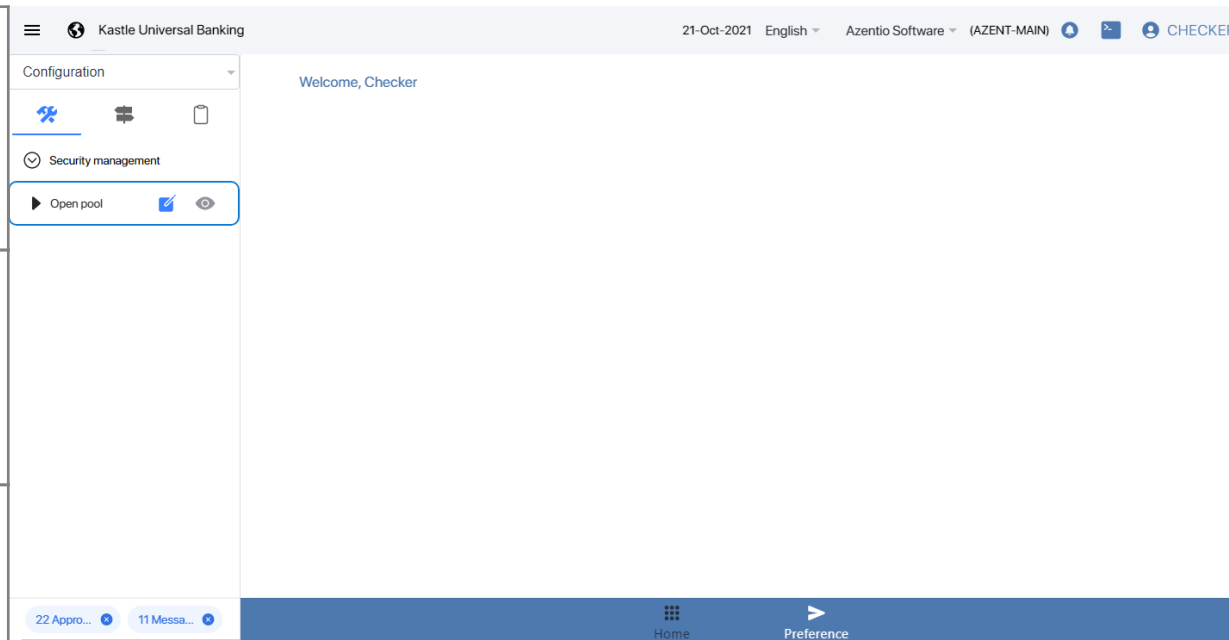 Kastle Universal Banking
21-Oct-2021 English Azentio Software (AZENT-MAIN) CHECKER
Configuration
Welcome, Checker
Security management
Open pool
22 Appro... 11 Messa...
Home Preference